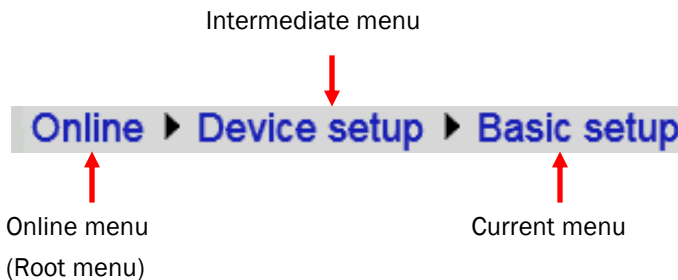 Intermediate menu
Online ▶ Device setup ▶ Basic setup
Online menu
(Root menu)
Current menu